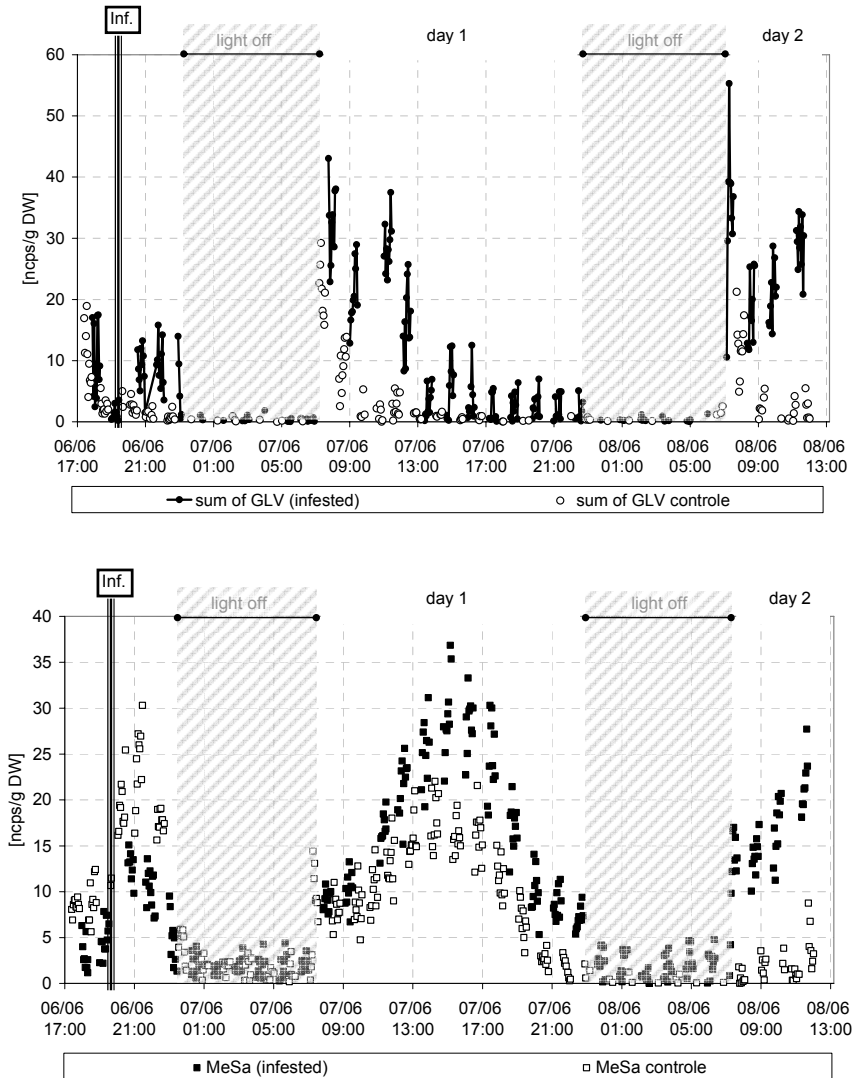 Inf.
light off
day 1
light off
day 2
60
50
40
30
20
10
0
[ncps/g DW]
06/06 06/06 07/06 07/06 07/06 07/06 07/06 07/06 08/06 08/06 08/06 08/06
17:00 21:00 01:00 05:00 09:00 13:00 17:00 21:00 01:00 05:00 09:00 13:00
sum of GLV (infested) sum of GLV controle
Inf.
light off
day 1
light off
day 2
40
35
30
25
20
15
10
5
0
[ncps/g DW]
06/06 06/06 07/06 07/06 07/06 07/06 07/06 07/06 08/06 08/06 08/06 08/06
17:00 21:00 01:00 05:00 09:00 13:00 17:00 21:00 01:00 05:00 09:00 13:00
MeSa (infested) MeSa controle